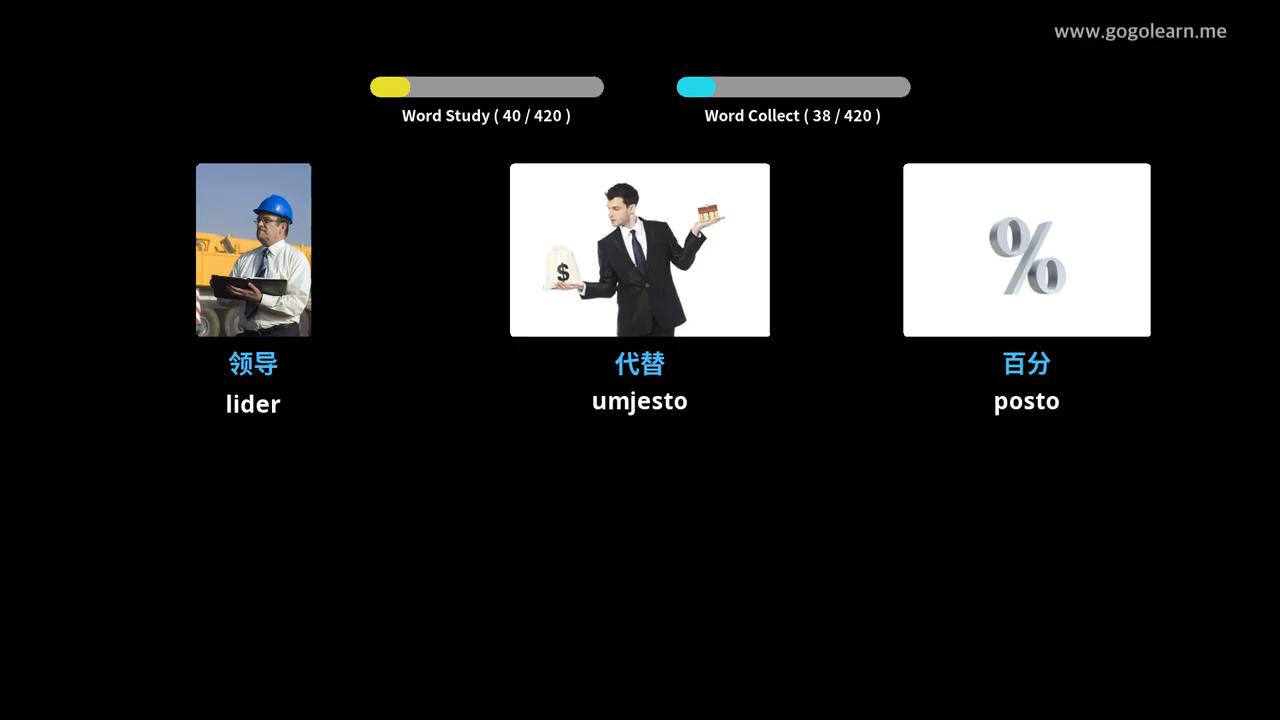 www.gogolearn.me
Word Study ( 40 / 420 )
Word Collect ( 38 / 420 )
$
%
领导
代替
百分
lider
umjesto
posto